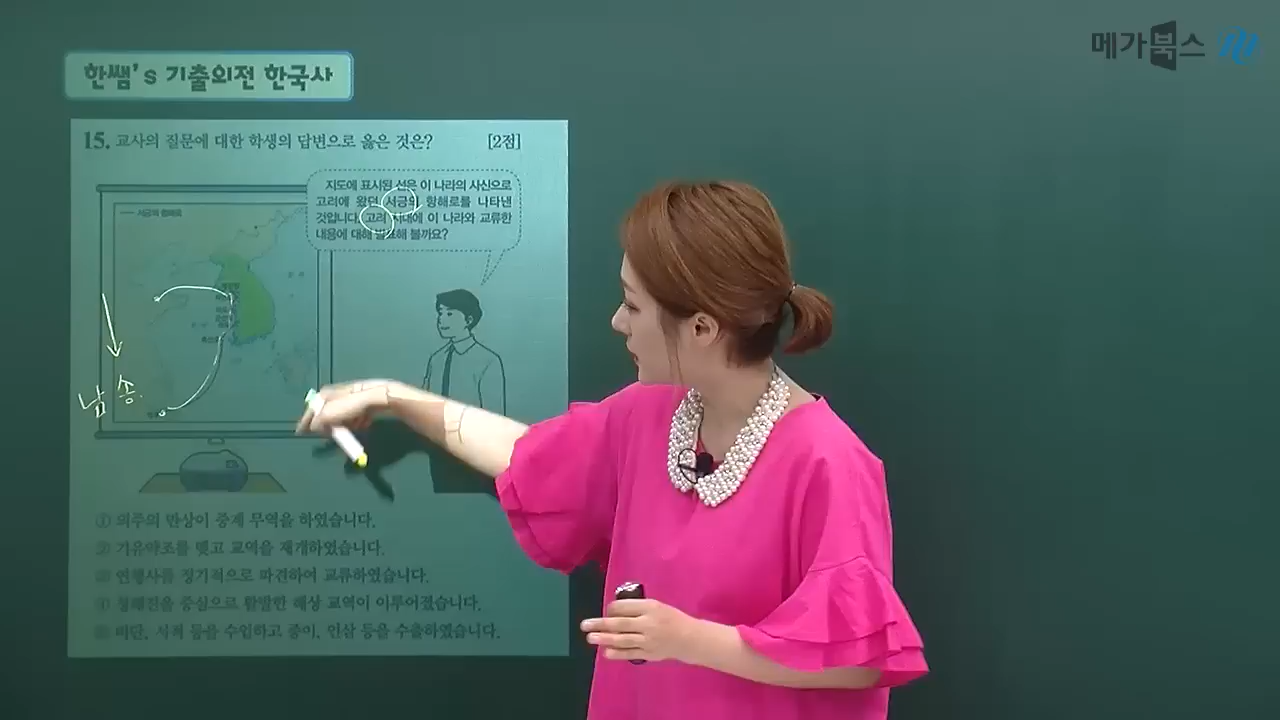 메가북스
한쌤's 기출의전 한국사
15. 교사의 질문에 대한 학생의 답변으로 옳은 것은? [2점]
지도에 표시된 선은 이 나라의 사신으로
고려에 왔던 서긍의 항해로를 나타낸
것입니다. 고려 시대에 이 나라와 교류한
내용에 대해 발표해 볼까요?
서긍의 항해로
남송
① 의주의 만상이 중계 무역을 하였습니다.
② 기유약조를 맺고 교역을 재개하였습니다.
③ 연행사를 정기적으로 파견하여 교류하였습니다.
④ 청해진을 중심으로 활발한 해상 교역이 이루어졌습니다.
⑤ 비단, 서적 등을 수입하고 종이, 인삼 등을 수출하였습니다.